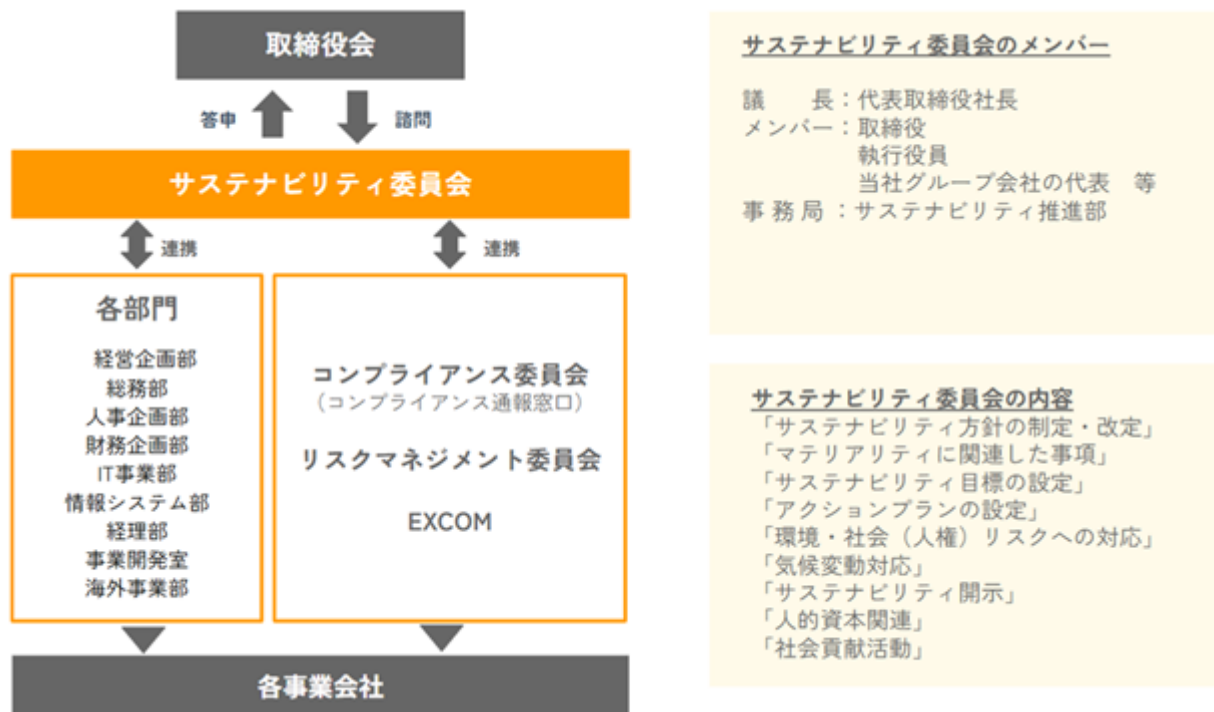 取締役会
答申
諮問
サステナビリティ委員会
連携
連携
各部門
経営企画部
総務部
人事企画部
財務企画部
IT事業部
情報システム部
経理部
事業開発室
海外事業部
コンプライアンス委員会
（コンプライアンス通報窓口）
リスクマネジメント委員会
EXCOM
各事業会社
サステナビリティ委員会のメンバー
議　　長：代表取締役社長
メンバー：取締役
執行役員
当社グループ会社の代表　等
事 務 局 ：サステナビリティ推進部
サステナビリティ委員会の内容
「サステナビリティ方針の制定・改定」
「マテリアリティに関連した事項」
「サステナビリティ目標の設定」
「アクションプランの設定」
「環境・社会（人権）リスクへの対応」
「気候変動対応」
「サステナビリティ開示」
「人的資本関連」
「社会貢献活動」